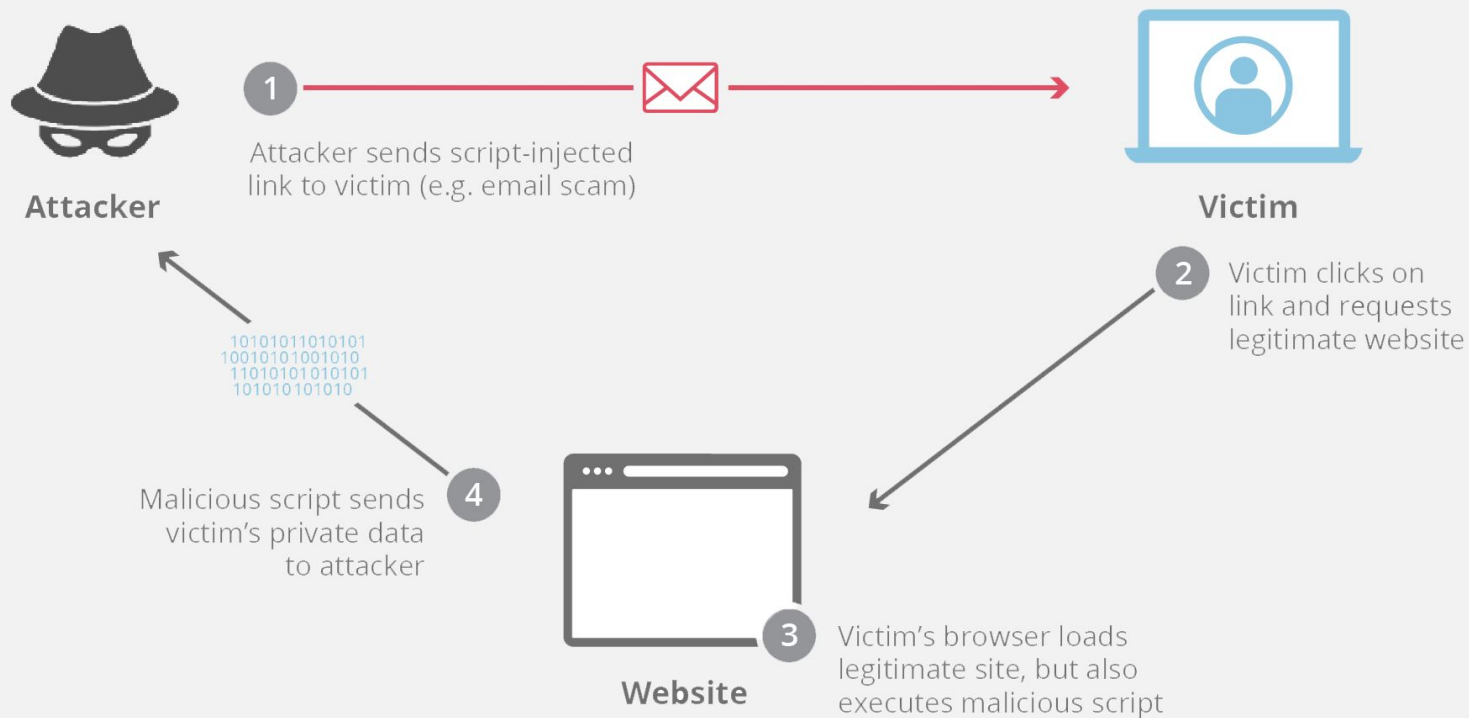 1
Attacker sends script-injected
link to victim (e.g. email scam)
Attacker
Victim
2
Victim clicks on
link and requests
legitimate website
10101011010101
10010101001010
11010101010101
101010101010
4
Malicious script sends
victim’s private data
to attacker
3
Victim’s browser loads
legitimate site, but also
executes malicious script
Website